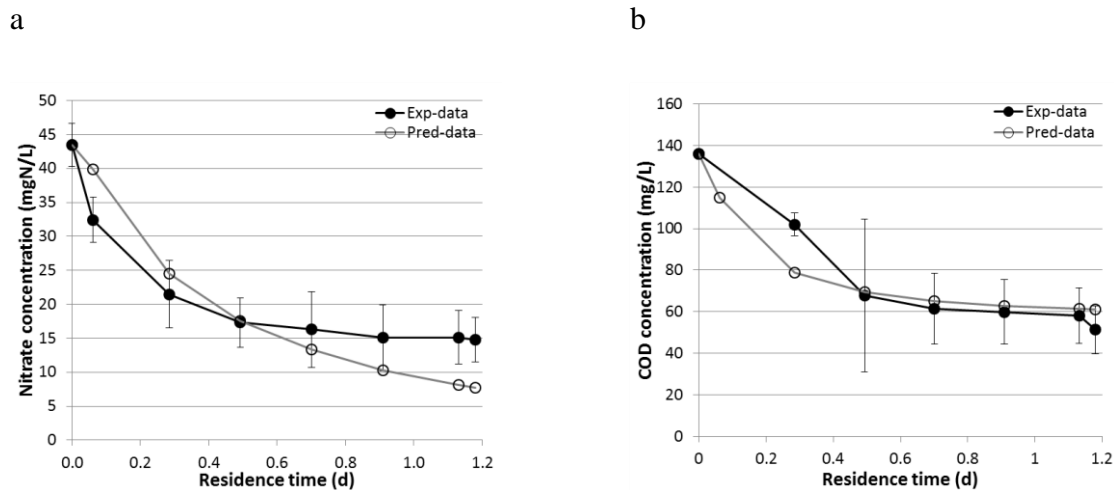 a
b
50
45
40
35
30
25
20
15
10
5
0
Nitrate concentration (mgN/L)
Exp-data
Pred-data
0.0 0.2 0.4 0.6 0.8 1.0 1.2
Residence time (d)
160
140
120
100
80
60
40
20
0
COD concentration (mg/L)
Exp-data
Pred-data
0.0 0.2 0.4 0.6 0.8 1 1.2
Residence time (d)